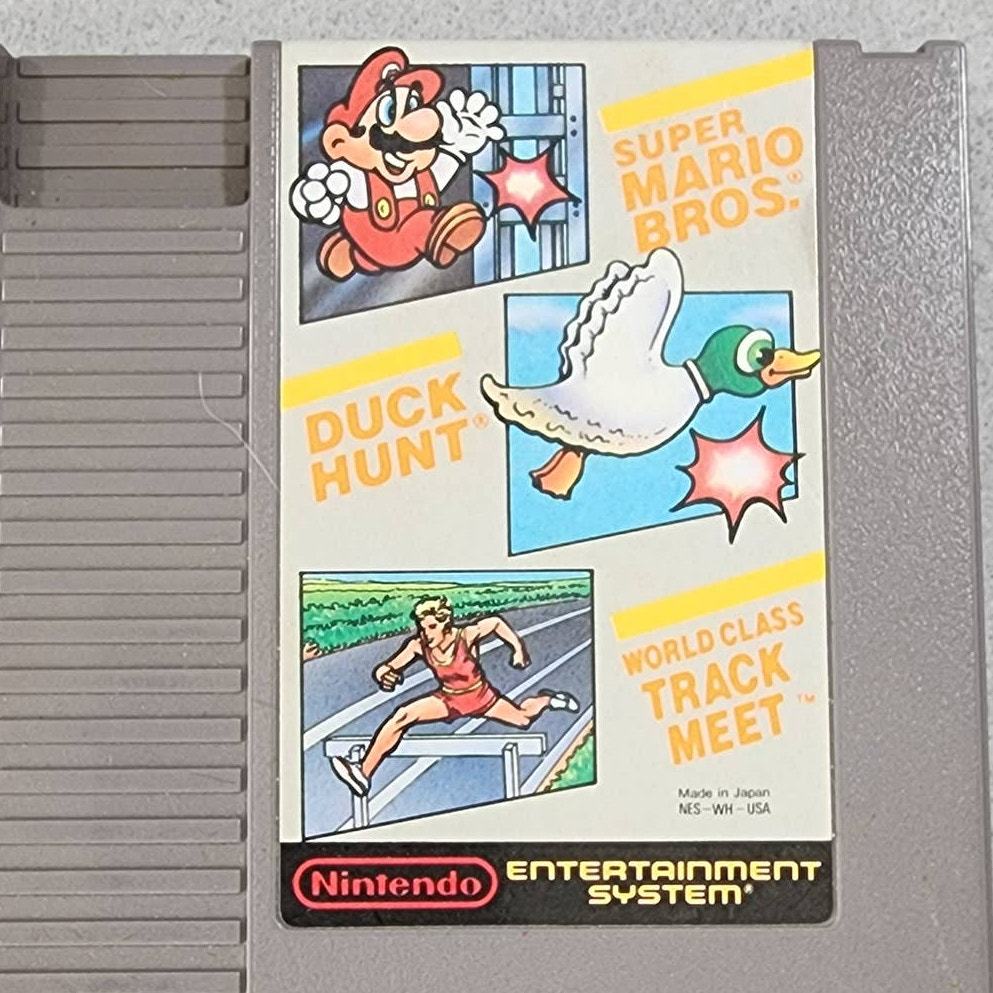 SUPER
MARIO
BROS.®
DUCK
HUNT®
WORLD CLASS
TRACK
MEET™
Made in Japan
NES-WH-USA
Nintendo ENTERTAINMENT
SYSTEM®